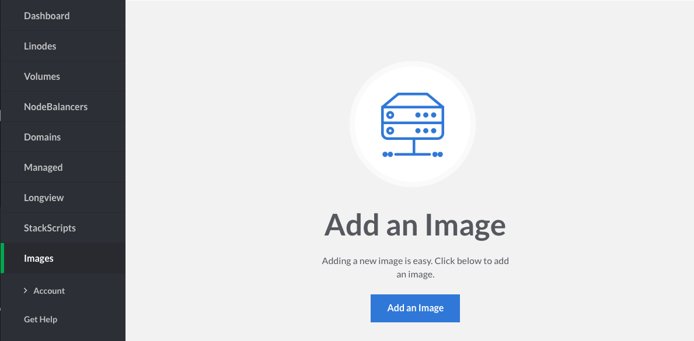 Dashboard
Linodes
Volumes
NodeBalancers
Domains
Managed
Longview
StackScripts
Images
Account
Get Help
Add an Image
Adding a new image is easy. Click below to add
an image.
Add an Image